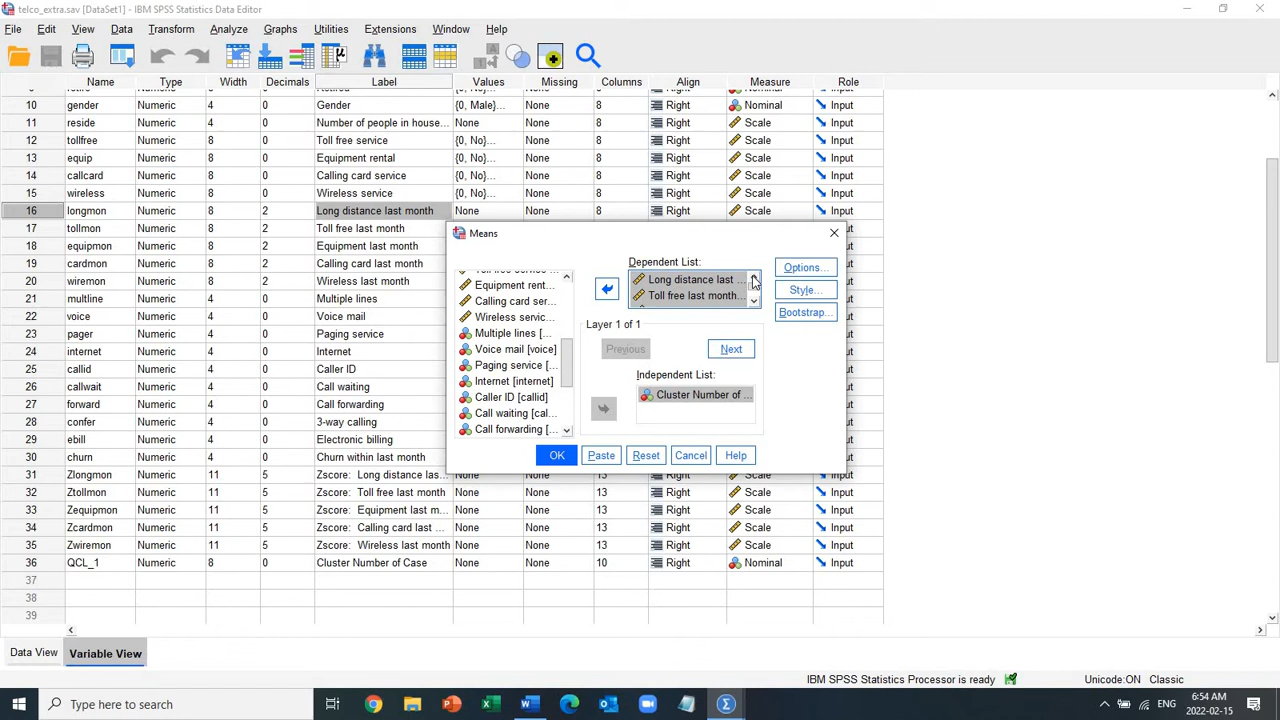 telco_extra.sav [DataSet1] - IBM SPSS Statistics Data Editor
File Edit View Data Transform Analyze Graphs Utilities Extensions Window Help
Name Type Width Decimals Label Values Missing Columns Align Measure Role
10 gender Numeric 4 0 Gender {0, Male}... None 8 Right Nominal Input
11 reside Numeric 4 0 Number of people in house... None None 8 Right Scale Input
12 tollfree Numeric 8 0 Toll free service {0, No}... None 8 Right Scale Input
13 equip Numeric 8 0 Equipment rental {0, No}... None 8 Right Scale Input
14 callcard Numeric 8 0 Calling card service {0, No}... None 8 Right Scale Input
15 wireless Numeric 8 0 Wireless service {0, No}... None 8 Right Scale Input
16 longmon Numeric 8 2 Long distance last month None None 8 Right Scale Input
17 tollmon Numeric 8 2 Toll free last month Input
18 equipmon Numeric 8 2 Equipment last month Input
19 cardmon Numeric 8 2 Calling card last month Input
20 wiremon Numeric 8 2 Wireless last month Input
21 multline Numeric 4 0 Multiple lines Input
22 voice Numeric 4 0 Voice mail Input
23 pager Numeric 4 0 Paging service Input
24 internet Numeric 4 0 Internet Input
25 callid Numeric 4 0 Caller ID Input
26 callwait Numeric 4 0 Call waiting Input
27 forward Numeric 4 0 Call forwarding Input
28 confer Numeric 4 0 3-way calling Input
29 ebill Numeric 4 0 Electronic billing Input
30 churn Numeric 4 0 Churn within last month Input
31 Zlongmon Numeric 11 5 Zscore: Long distance las... None None 13 Right Scale Input
32 Ztollmon Numeric 11 5 Zscore: Toll free last month None None 13 Right Scale Input
33 Zequipmon Numeric 11 5 Zscore: Equipment last m... None None 13 Right Scale Input
34 Zcardmon Numeric 11 5 Zscore: Calling card last ... None None 13 Right Scale Input
35 Zwiremon Numeric 11 5 Zscore: Wireless last month None None 13 Right Scale Input
36 QCL_1 Numeric 8 0 Cluster Number of Case None None 10 Right Nominal Input
37
38
39
Means
Dependent List:
Equipment rent...
Calling card ser...
Wireless servic...
Multiple lines [...
Voice mail [voice]
Paging service [...
Internet [internet]
Caller ID [callid]
Call waiting [cal...
Call forwarding [...
Long distance last ...
Toll free last month...
Layer 1 of 1
Previous Next
Independent List:
Cluster Number of ...
Options...
Style...
Bootstrap...
OK Paste Reset Cancel Help
Data View Variable View
IBM SPSS Statistics Processor is ready Unicode:ON Classic
Type here to search
ENG
6:54 AM
2022-02-15